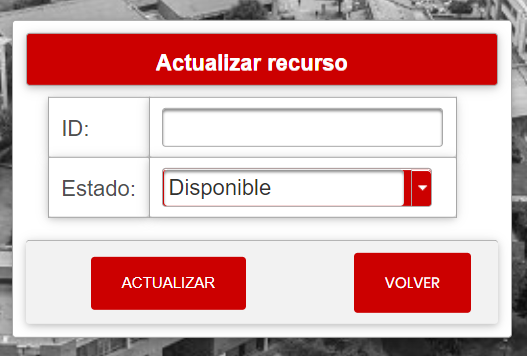 Actualizar recurso
ID:
Estado: Disponible
ACTUALIZAR VOLVER